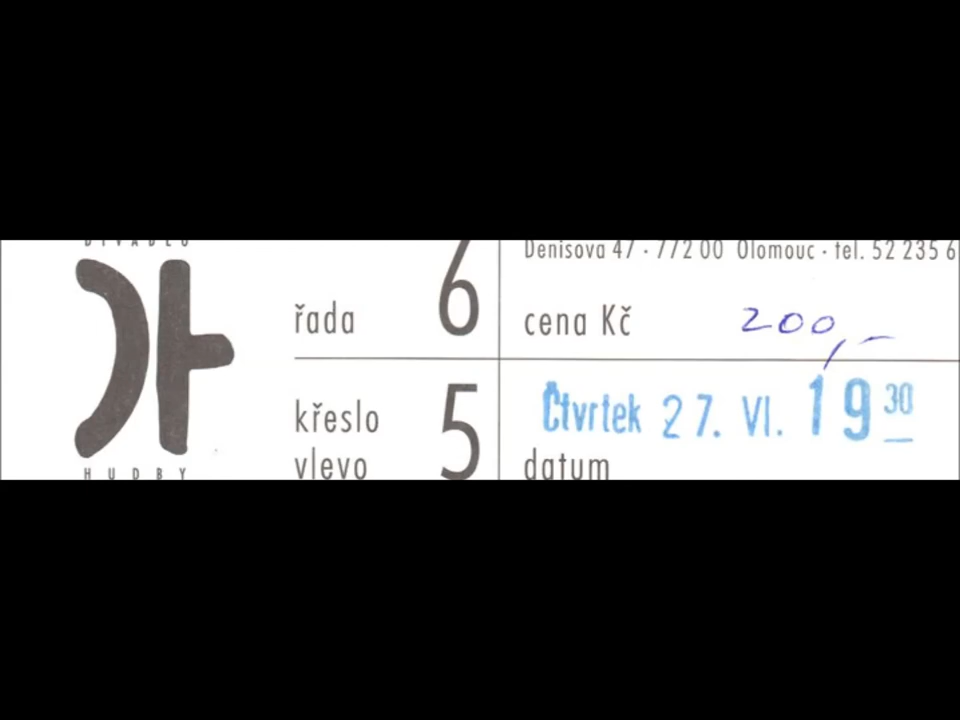 DIVADLO
HUDBY
řada 6
křeslo
vlevo 5
Denisova 47 · 772 00 Olomouc · tel. 52 235 6
cena Kč 200,-
Čtvrtek 27. VI. 19 30
datum